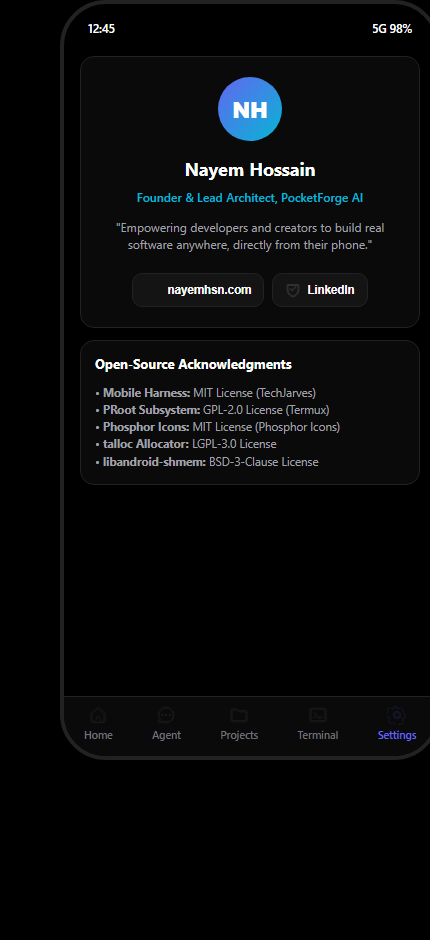 12:45
5G 98%
NH
Nayem Hossain
Founder & Lead Architect, PocketForge AI
"Empowering developers and creators to build real
software anywhere, directly from their phone."
nayemhsn.com
LinkedIn
Open-Source Acknowledgments
• Mobile Harness: MIT License (TechJarves)
• PRoot Subsystem: GPL-2.0 License (Termux)
• Phosphor Icons: MIT License (Phosphor Icons)
• talloc Allocator: LGPL-3.0 License
• libandroid-shmem: BSD-3-Clause License
Home
Agent
Projects
Terminal
Settings